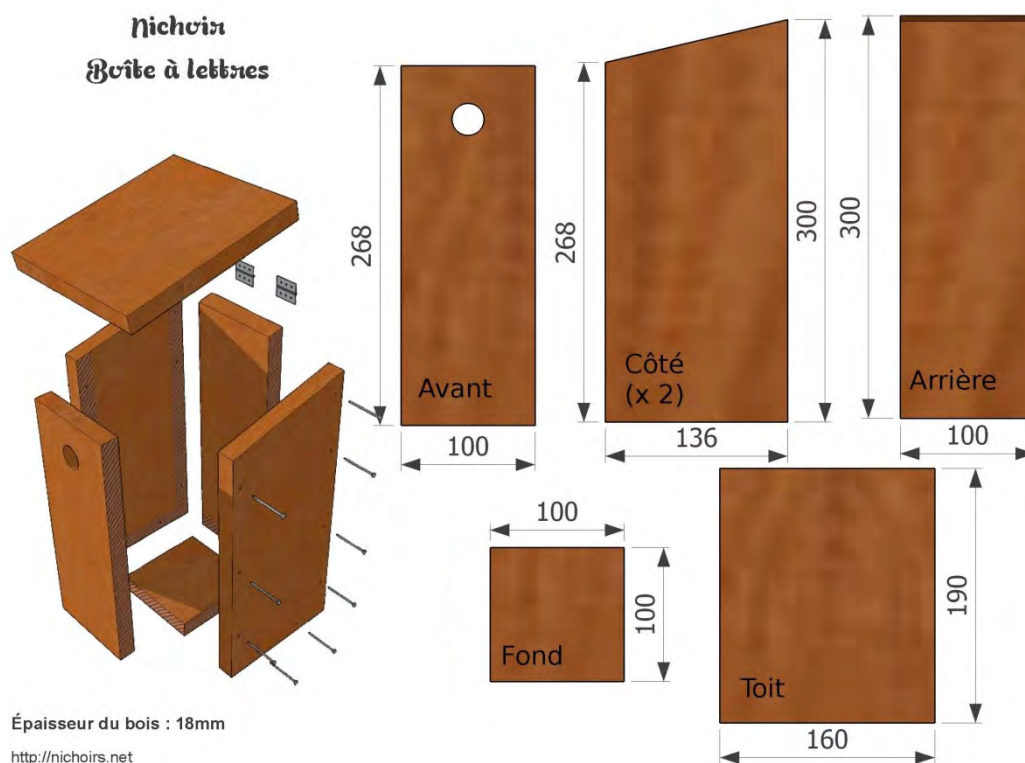 Nichoir
Boîte à lettres
268
Avant
100
268
Côté
(x 2)
136
300
300
Arrière
100
100
Fond
100
Toit
190
160
Épaisseur du bois : 18mm
http://nichoirs.net